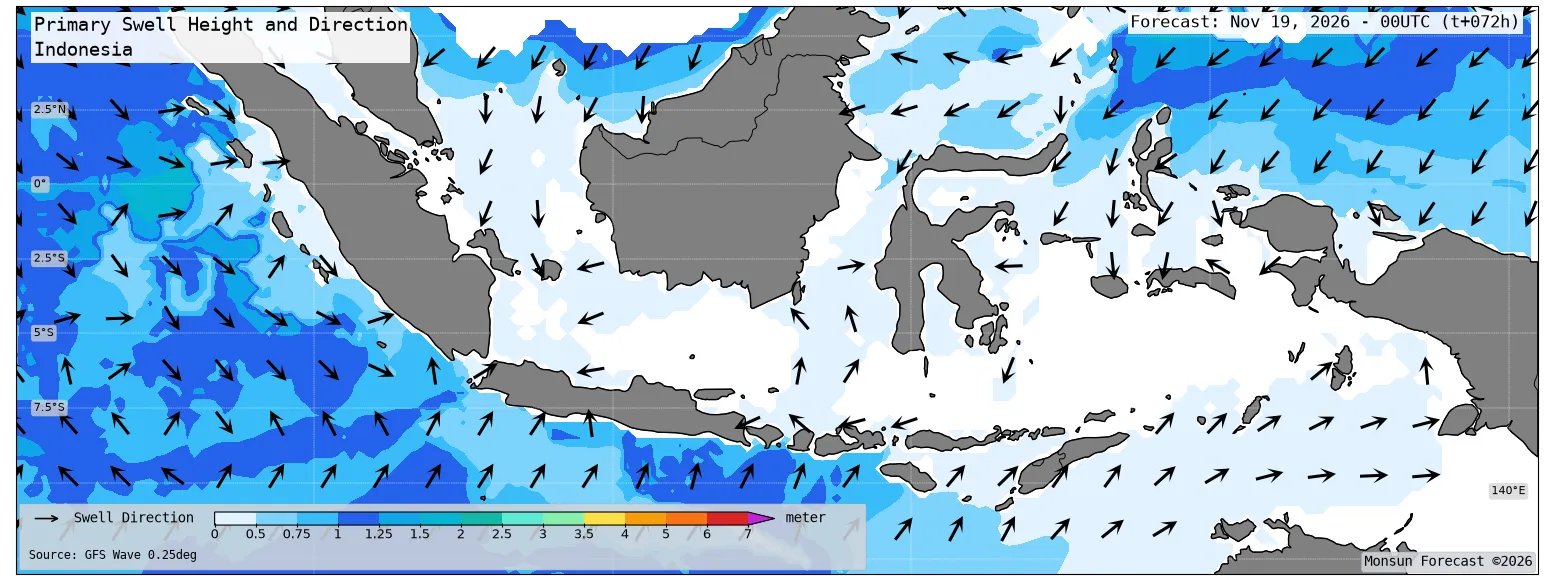 Primary Swell Height and Direction
Indonesia
Forecast: Nov 19, 2026 - 00UTC (t+072h)
2.5°N
0°
2.5°S
5°S
7.5°S
140°E
Swell Direction
0 0.5 0.75 1 1.25 1.5 2 2.5 3 3.5 4 5 6 7
meter
Source: GFS Wave 0.25deg
Monsun Forecast ©2026